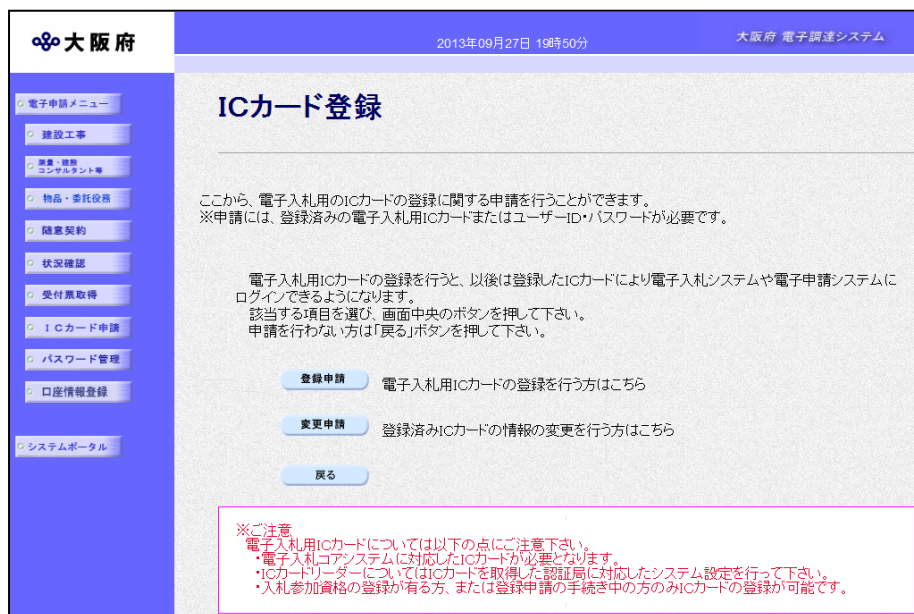 大阪府
2013年09月27日 19時50分
大阪府 電子調達システム
電子申請メニュー
建設工事
測量・建設
コンサルタント等
物品・委託役務
随意契約
状況確認
受付票取得
ICカード申請
パスワード管理
口座情報登録
システムポータル
ICカード登録
ここから、電子入札用のICカードの登録に関する申請を行うことができます。
※申請には、登録済みの電子入札用ICカードまたはユーザーID・パスワードが必要です。
電子入札用ICカードの登録を行うと、以後は登録したICカードにより電子入札システムや電子申請システムに
ログインできるようになります。
該当する項目を選び、画面中央のボタンを押して下さい。
申請を行わない方は「戻る」ボタンを押して下さい。
登録申請 電子入札用ICカードの登録を行う方はこちら
変更申請 登録済みICカードの情報の変更を行う方はこちら
戻る
※ご注意
電子入札用ICカードについては以下の点にご注意下さい。
・電子入札コアシステムに対応したICカードが必要となります。
・ICカードリーダーについてはICカードを取得した認証局に対応したシステム設定を行って下さい。
・入札参加資格の登録が有る方、または登録申請の手続き中の方のみICカードの登録が可能です。